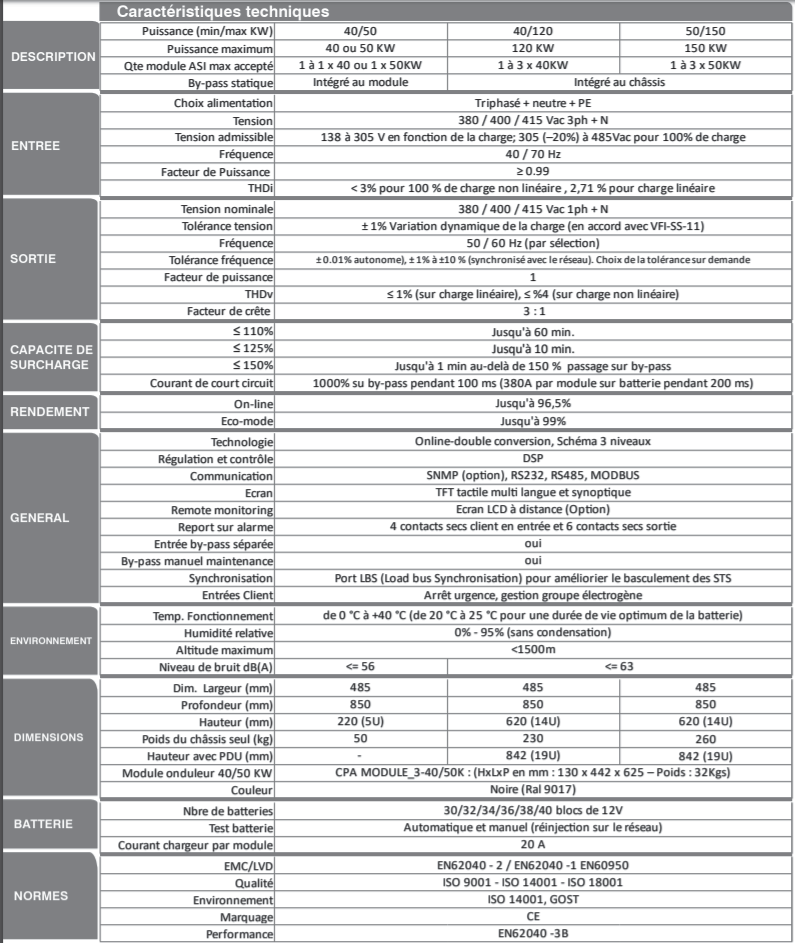 Caractéristiques techniques
DESCRIPTION
Puissance (min/max KW) 40/50 40/120 50/150
Puissance maximum 40 ou 50 KW 120 KW 150 KW
Qte module ASI max accepté 1 à 1 x 40 ou 1 x 50KW 1 à 3 x 40KW 1 à 3 x 50KW
By-pass statique Intégré au module Intégré au châssis
ENTREE
Choix alimentation Triphasé + neutre + PE
Tension 380 / 400 / 415 Vac 3ph + N
Tension admissible 138 à 305 V en fonction de la charge; 305 (–20%) à 485Vac pour 100% de charge
Fréquence 40 / 70 Hz
Facteur de Puissance ≥ 0.99
THDi < 3% pour 100 % de charge non linéaire , 2,71 % pour charge linéaire
SORTIE
Tension nominale 380 / 400 / 415 Vac 1ph + N
Tolérance tension ± 1% Variation dynamique de la charge (en accord avec VFI-SS-11)
Fréquence 50 / 60 Hz (par sélection)
Tolérance fréquence ± 0.01% autonome), ± 1% à ±10 % (synchronisé avec le réseau). Choix de la tolérance sur demande
Facteur de puissance 1
THDv ≤ 1% (sur charge linéaire), ≤ %4 (sur charge non linéaire)
Facteur de crête 3 : 1
CAPACITE DE
SURCHARGE
≤ 110% Jusqu'à 60 min.
≤ 125% Jusqu'à 10 min.
≤ 150% Jusqu'à 1 min au-delà de 150 % passage sur by-pass
Courant de court circuit 1000% su by-pass pendant 100 ms (380A par module sur batterie pendant 200 ms)
RENDEMENT
On-line Jusqu'à 96,5%
Eco-mode Jusqu'à 99%
GENERAL
Technologie Online-double conversion, Schéma 3 niveaux
Régulation et contrôle DSP
Communication SNMP (option), RS232, RS485, MODBUS
Ecran TFT tactile multi langue et synoptique
Remote monitoring Ecran LCD à distance (Option)
Report sur alarme 4 contacts secs client en entrée et 6 contacts secs sortie
Entrée by-pass séparée oui
By-pass manuel maintenance oui
Synchronisation Port LBS (Load bus Synchronisation) pour améliorier le basculement des STS
Entrées Client Arrêt urgence, gestion groupe électrogène
ENVIRONNEMENT
Temp. Fonctionnement de 0 °C à +40 °C (de 20 °C à 25 °C pour une durée de vie optimum de la batterie)
Humidité relative 0% - 95% (sans condensation)
Altitude maximum <1500m
Niveau de bruit dB(A) <= 56 <= 63
DIMENSIONS
Dim. Largeur (mm) 485 485 485
Profondeur (mm) 850 850 850
Hauteur (mm) 220 (5U) 620 (14U) 620 (14U)
Poids du châssis seul (kg) 50 230 260
Hauteur avec PDU (mm) - 842 (19U) 842 (19U)
Module onduleur 40/50 KW CPA MODULE_3-40/50K : (HxLxP en mm : 130 x 442 x 625 – Poids : 32Kgs)
Couleur Noire (Ral 9017)
BATTERIE
Nbre de batteries 30/32/34/36/38/40 blocs de 12V
Test batterie Automatique et manuel (réinjection sur le réseau)
Courant chargeur par module 20 A
NORMES
EMC/LVD EN62040 - 2 / EN62040 -1 EN60950
Qualité ISO 9001 - ISO 14001 - ISO 18001
Environnement ISO 14001, GOST
Marquage CE
Performance EN62040 -3B